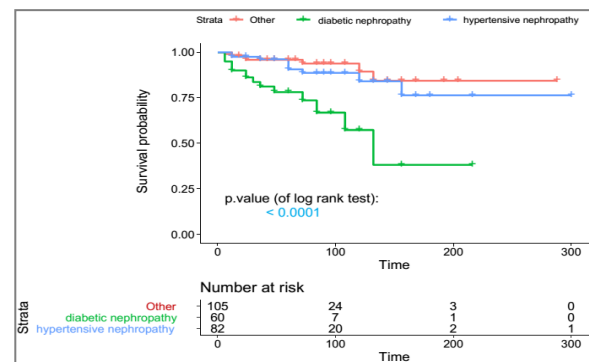 Strata Other diabetic nephropathy hypertensive nephropathy
1.00
0.75
0.50
0.25
0.00
Survival probability
p.value (of log rank test):
< 0.0001
0 100 200 300
Time
Number at risk
Strata
Other 105 24 3 0
diabetic nephropathy 60 7 1 0
hypertensive nephropathy 82 20 2 1
0 100 200 300
Time